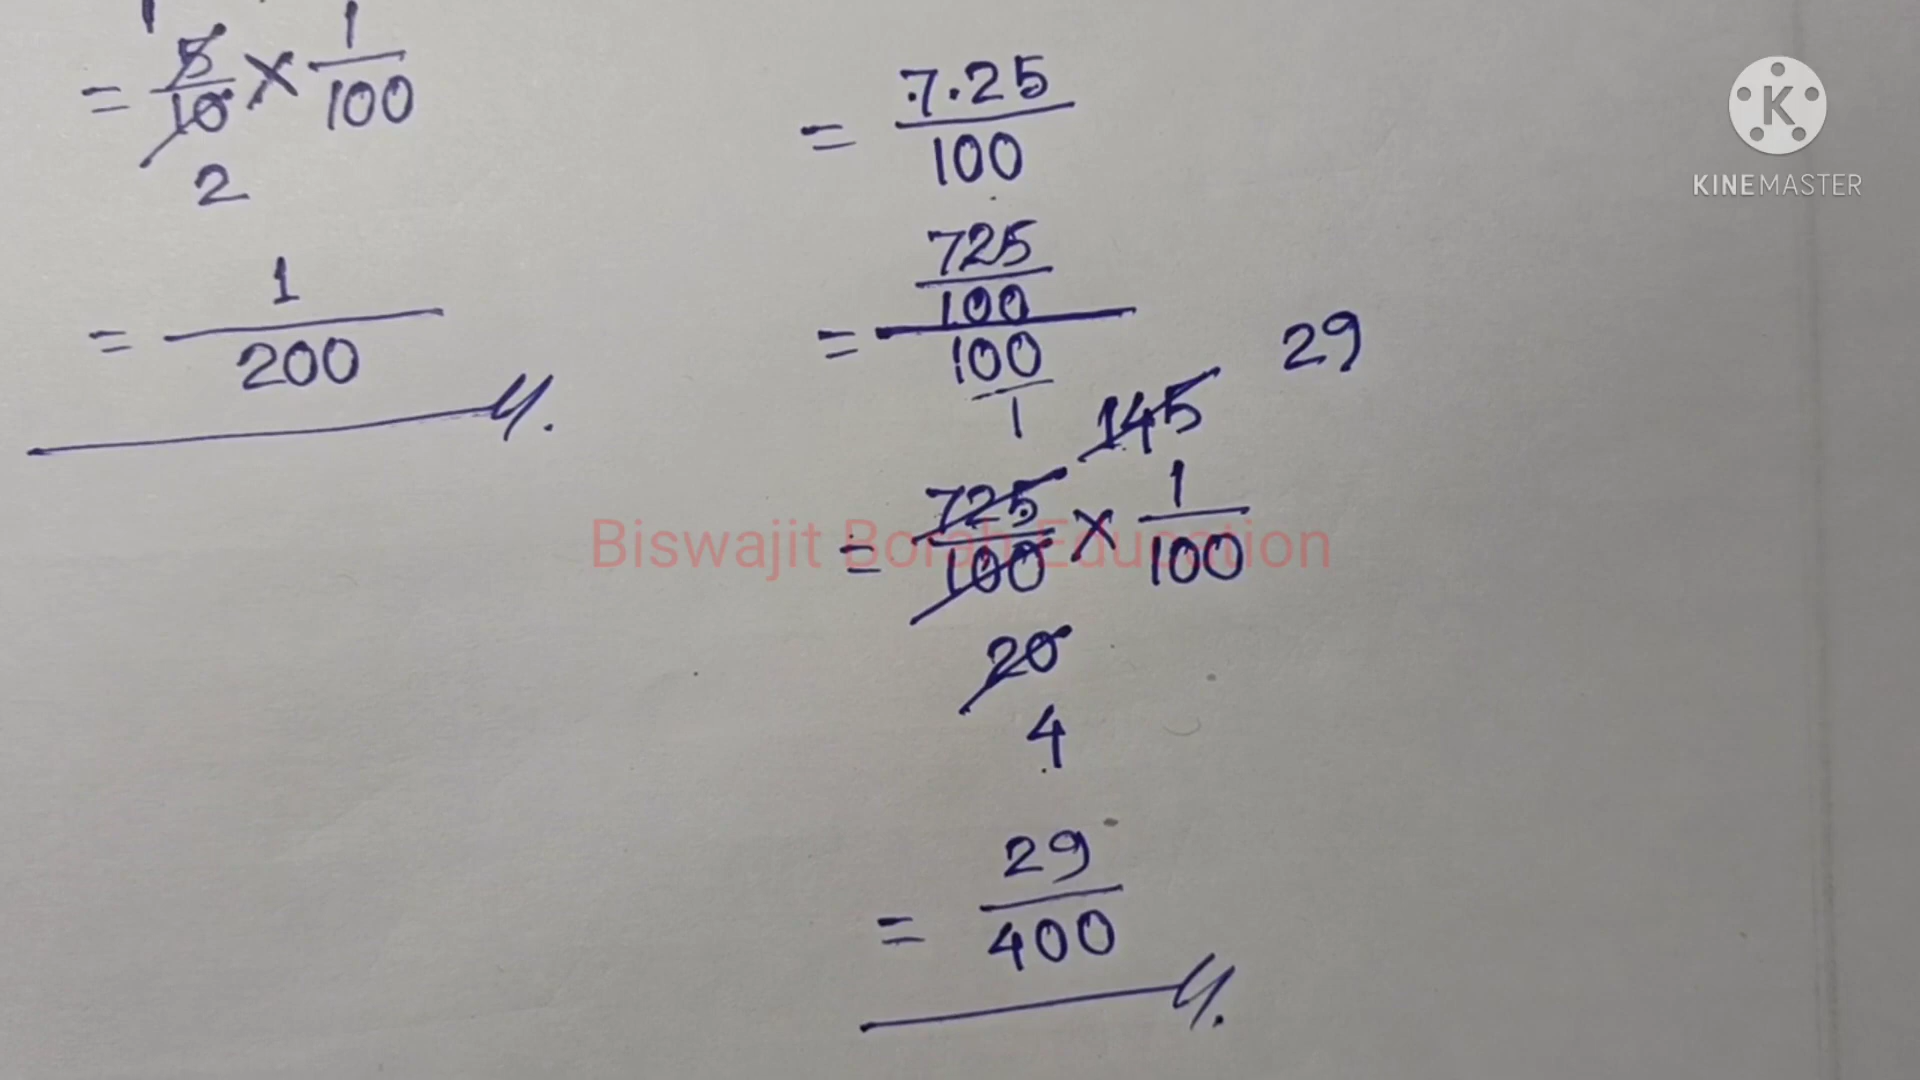 1
= 5/10 × 1/100
2
= 1/200
= 7.25/100
= 725/100 / 100/1
29
145
= 725/100 × 1/100
20
4
= 29/400
KINEMASTER
Biswajit Borah Education